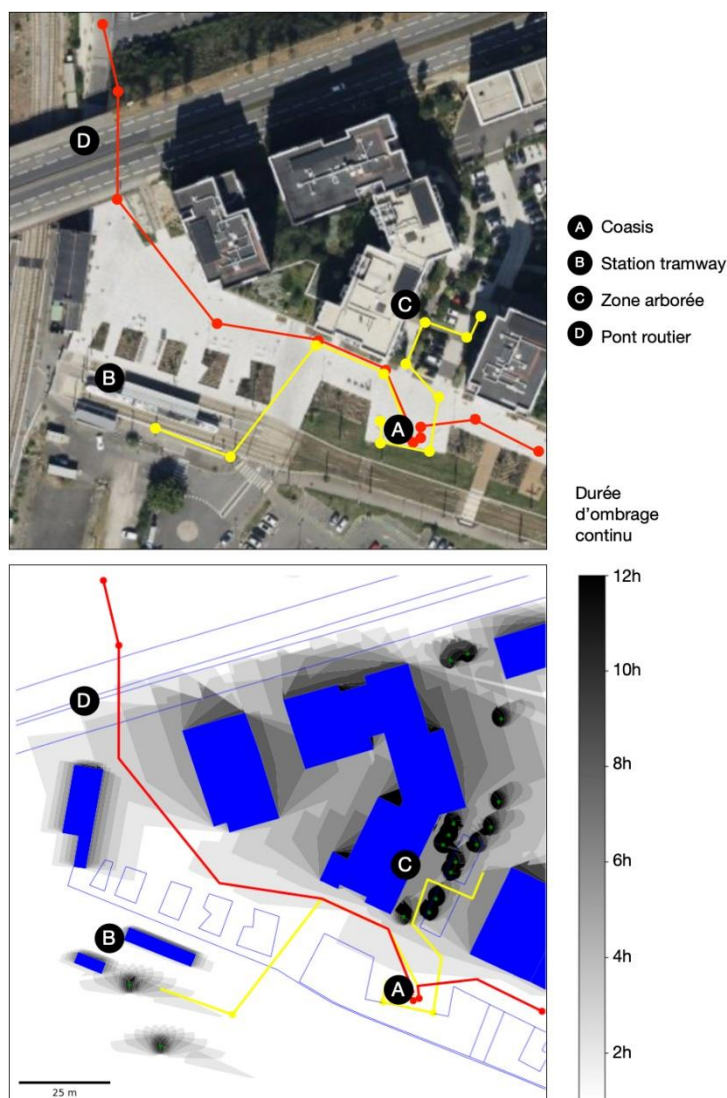 D
C
B
A
A Coasis
B Station tramway
C Zone arborée
D Pont routier
Durée
d'ombrage
continu
12h
10h
8h
6h
4h
2h
D
C
B
A
25 m